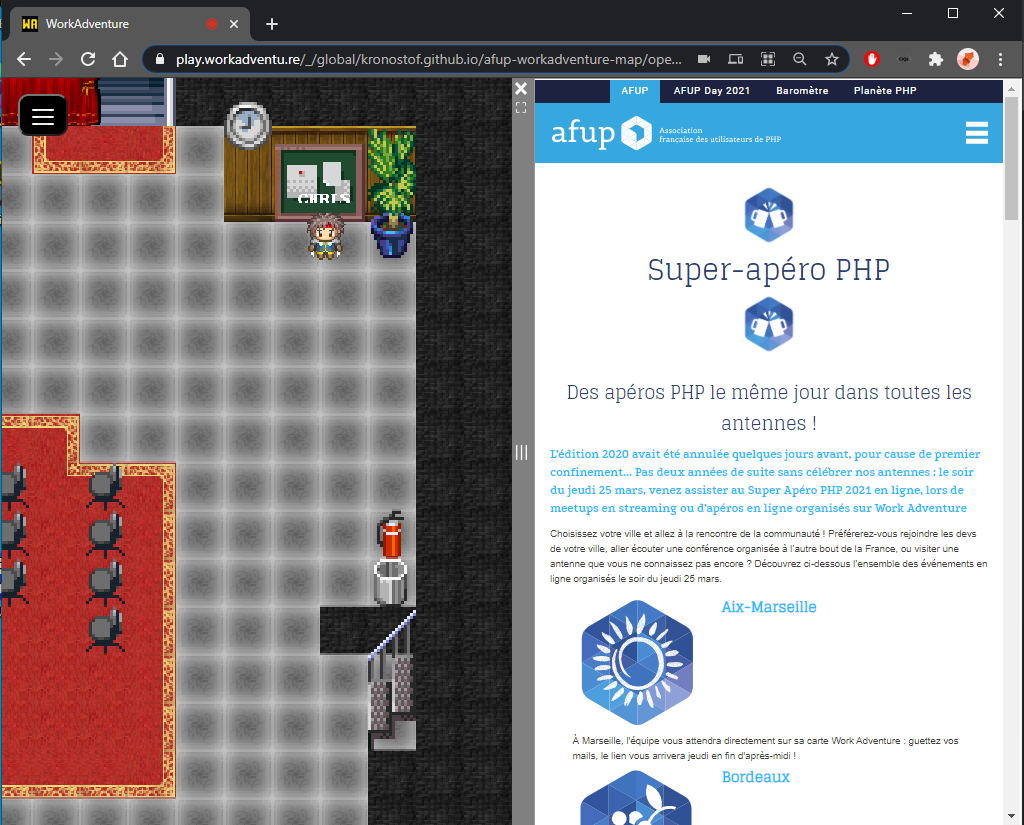 WA WorkAdventure
play.workadventu.re/_/global/kronostof.github.io/afup-workadventure-map/ope...
CHRIS
AFUP AFUP Day 2021 Baromètre Planète PHP
afup Association
française des utilisateurs de PHP
Super-apéro PHP
Des apéros PHP le même jour dans toutes les
antennes !
L'édition 2020 avait été annulée quelques jours avant, pour cause de premier
confinement... Pas deux années de suite sans célébrer nos antennes : le soir
du jeudi 25 mars, venez assister au Super Apéro PHP 2021 en ligne, lors de
meetups en streaming ou d'apéros en ligne organisés sur Work Adventure
Choisissez votre ville et allez à la rencontre de la communauté ! Préférerez-vous rejoindre les devs
de votre ville, aller écouter une conférence organisée à l'autre bout de la France, ou visiter une
antenne que vous ne connaissez pas encore ? Découvrez ci-dessous l'ensemble des événements en
ligne organisés le soir du jeudi 25 mars.
Aix-Marseille
À Marseille, l'équipe vous attendra directement sur sa carte Work Adventure : guettez vos
mails, le lien vous arrivera jeudi en fin d'après-midi !
Bordeaux